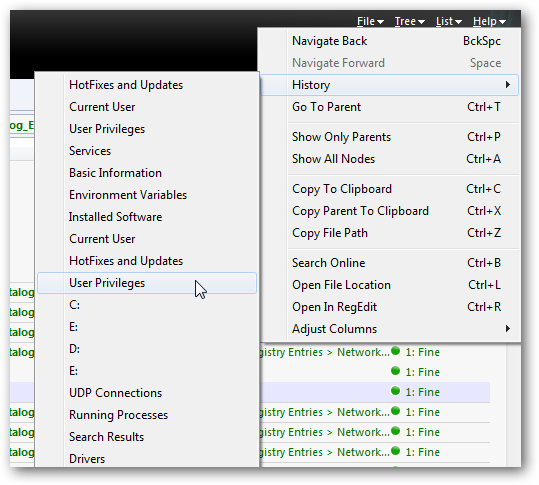 File Tree List Help
Navigate Back BckSpc
Navigate Forward Space
History
Go To Parent Ctrl+T
Show Only Parents Ctrl+P
Show All Nodes Ctrl+A
Copy To Clipboard Ctrl+C
Copy Parent To Clipboard Ctrl+X
Copy File Path Ctrl+Z
Search Online Ctrl+B
Open File Location Ctrl+L
Open In RegEdit Ctrl+R
Adjust Columns
HotFixes and Updates
Current User
User Privileges
Services
Basic Information
Environment Variables
Installed Software
Current User
HotFixes and Updates
User Privileges
C:
E:
D:
E:
UDP Connections
Running Processes
Search Results
Drivers
log_E
talog
talog
talog
gistry Entries > Network... 1: Fine
1: Fine
1: Fine
talog gistry Entries > Network... 1: Fine
talog gistry Entries > Network... 1: Fine
talog gistry Entries > Network... 1: Fine